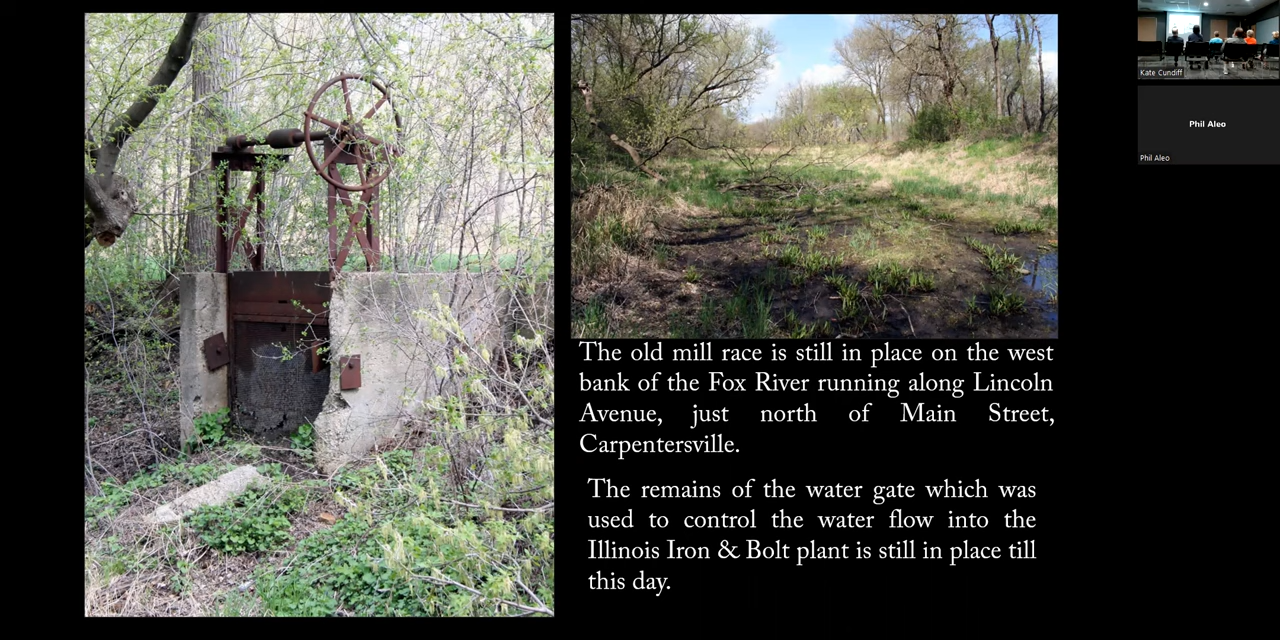 The old mill race is still in place on the west
bank of the Fox River running along Lincoln
Avenue, just north of Main Street,
Carpentersville.
The remains of the water gate which was
used to control the water flow into the
Illinois Iron & Bolt plant is still in place till
this day.
Kate Cundiff
Phil Aleo
Phil Aleo